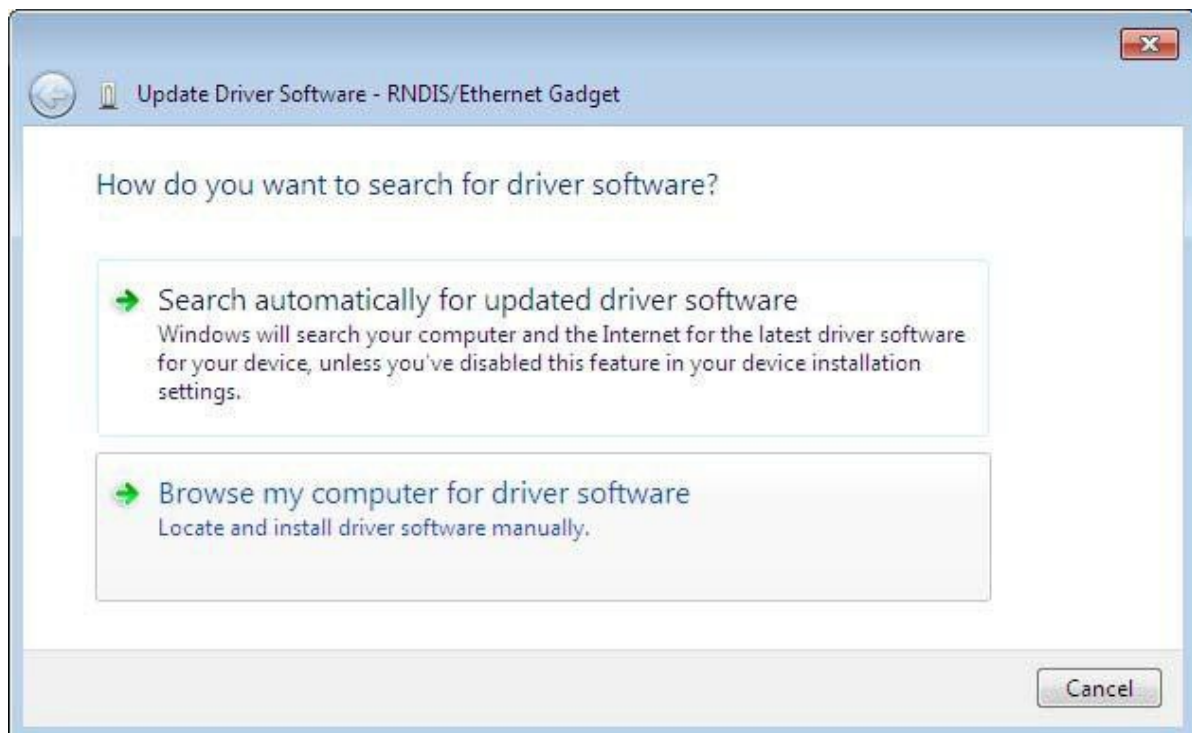 Update Driver Software - RNDIS/Ethernet Gadget
How do you want to search for driver software?
Search automatically for updated driver software
Windows will search your computer and the Internet for the latest driver software
for your device, unless you've disabled this feature in your device installation
settings.
Browse my computer for driver software
Locate and install driver software manually.
Cancel